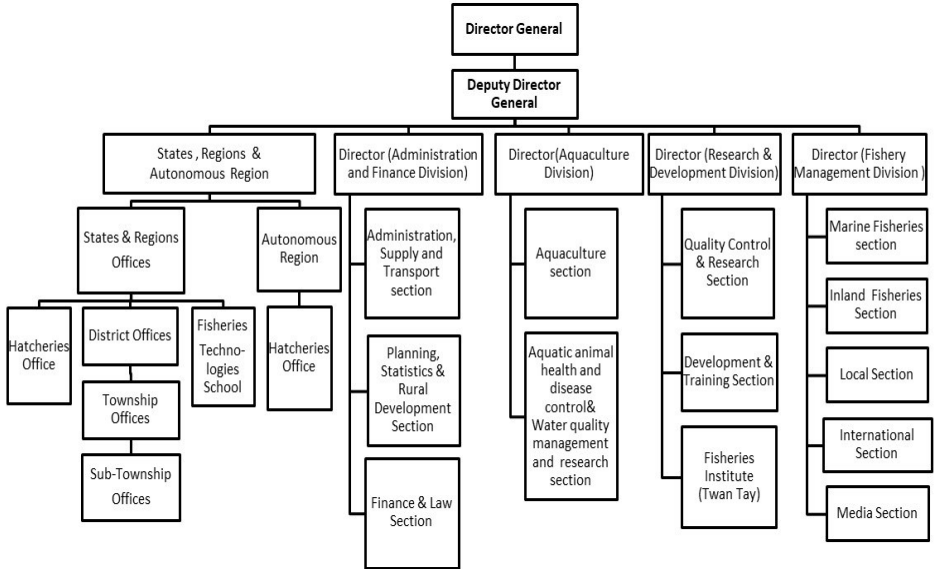 Director General
Deputy Director
General
States , Regions &
Autonomous Region
Director (Administration
and Finance Division)
Director(Aquaculture
Division)
Director (Research &
Development Division)
Director (Fishery
Management Division )
States & Regions
Offices
Autonomous
Region
Administration,
Supply and
Transport
section
Aquaculture
section
Quality Control
& Research
Section
Marine Fisheries
section
Inland Fisheries
Section
Hatcheries
Office
District Offices
Fisheries
Techno-
logies
School
Hatcheries
Office
Planning,
Statistics &
Rural
Development
Section
Aquatic animal
health and
disease
control&
Water quality
management
and research
section
Development &
Training Section
Local Section
Township
Offices
International
Section
Sub-Township
Offices
Finance & Law
Section
Fisheries
Institute
(Twan Tay)
Media Section